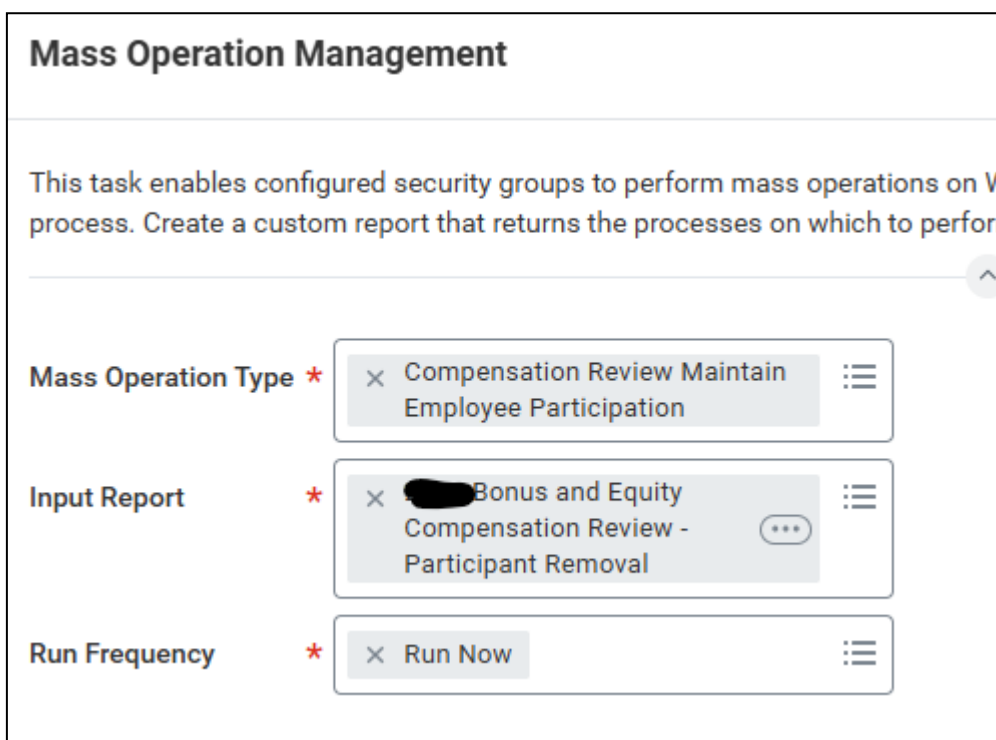 Mass Operation Management
This task enables configured security groups to perform mass operations on
process. Create a custom report that returns the processes on which to
Mass Operation Type *
× Compensation Review Maintain
Employee Participation
Input Report *
× Bonus and Equity
Compensation Review -
Participant Removal
Run Frequency *
× Run Now